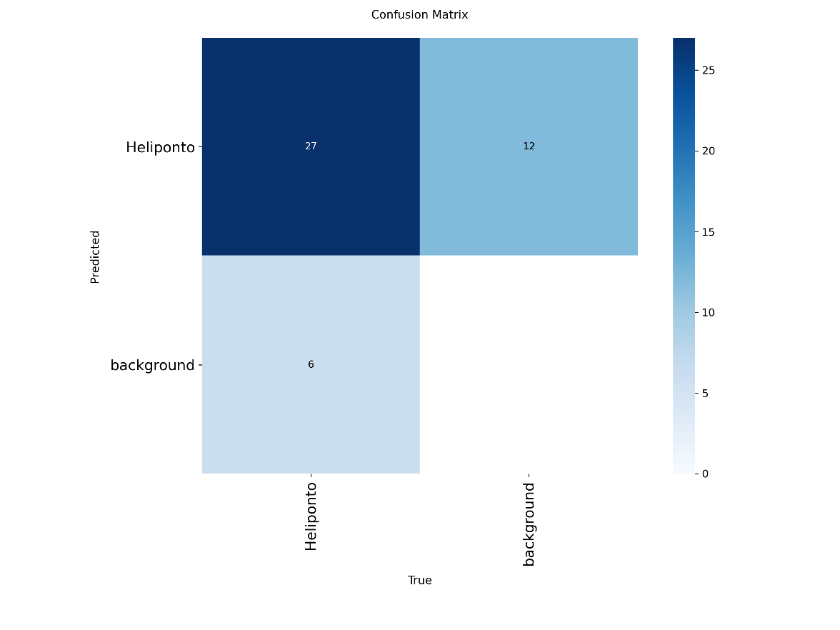 Confusion Matrix
Heliponto
27
12
25
20
15
10
5
0
Predicted
background
6
Heliponto
background
True